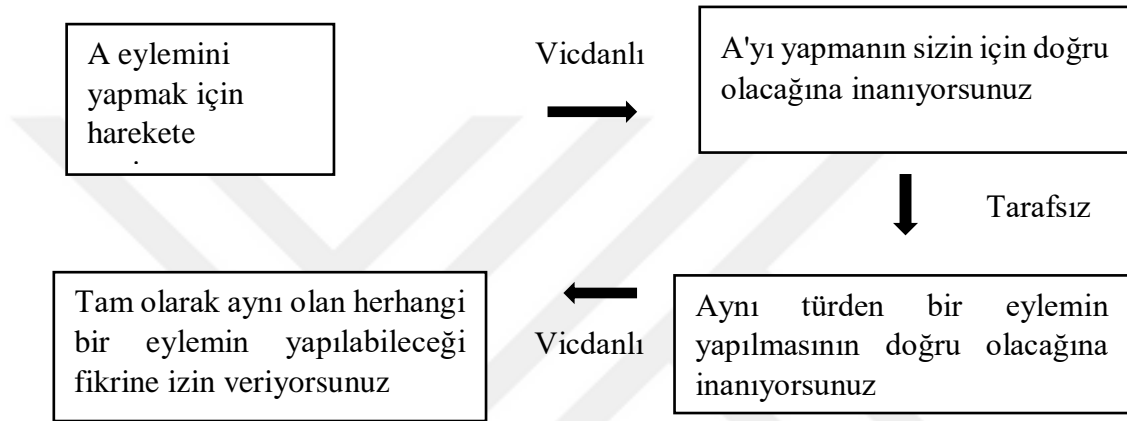 A eylemini
yapmak için
harekete
Vicdanlı
A'yı yapmanın sizin için doğru
olacağına inanıyorsunuz
Tarafsız
Aynı türden bir eylemin
yapılmasının doğru olacağına
inanıyorsunuz
Vicdanlı
Tam olarak aynı olan herhangi
bir eylemin yapılabileceği
fikrine izin veriyorsunuz